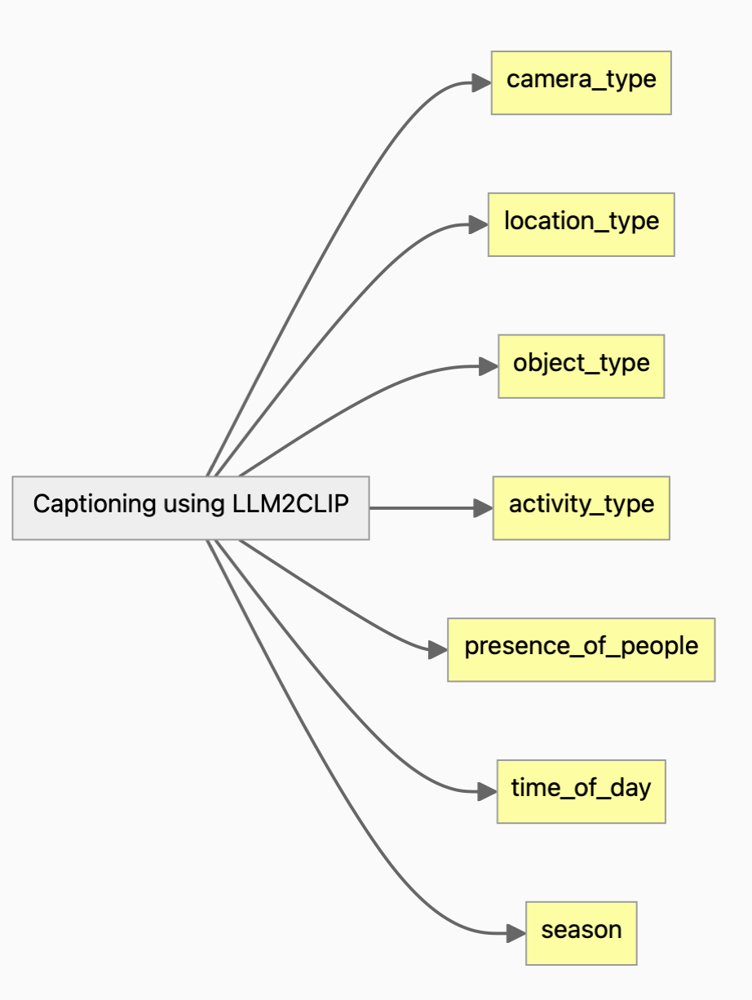 camera_type
location_type
object_type
Captioning using LLM2CLIP
activity_type
presence_of_people
time_of_day
season